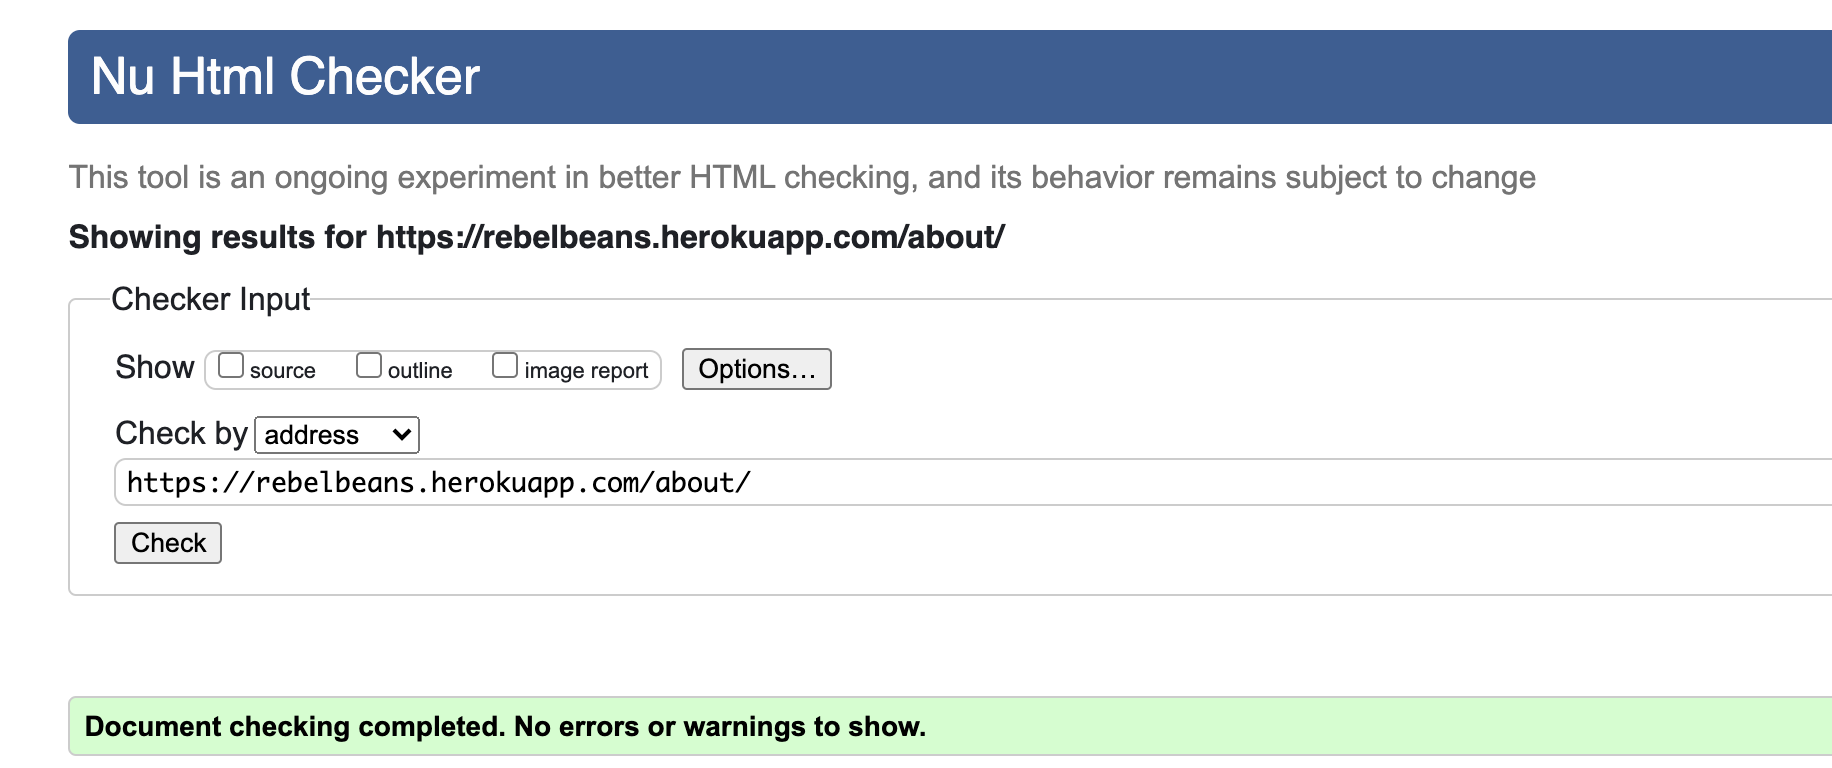 Nu Html Checker
This tool is an ongoing experiment in better HTML checking, and its behavior remains subject to change
Showing results for https://rebelbeans.herokuapp.com/about/
Checker Input
Show source outline image report Options…
Check by address
https://rebelbeans.herokuapp.com/about/
Check
Document checking completed. No errors or warnings to show.